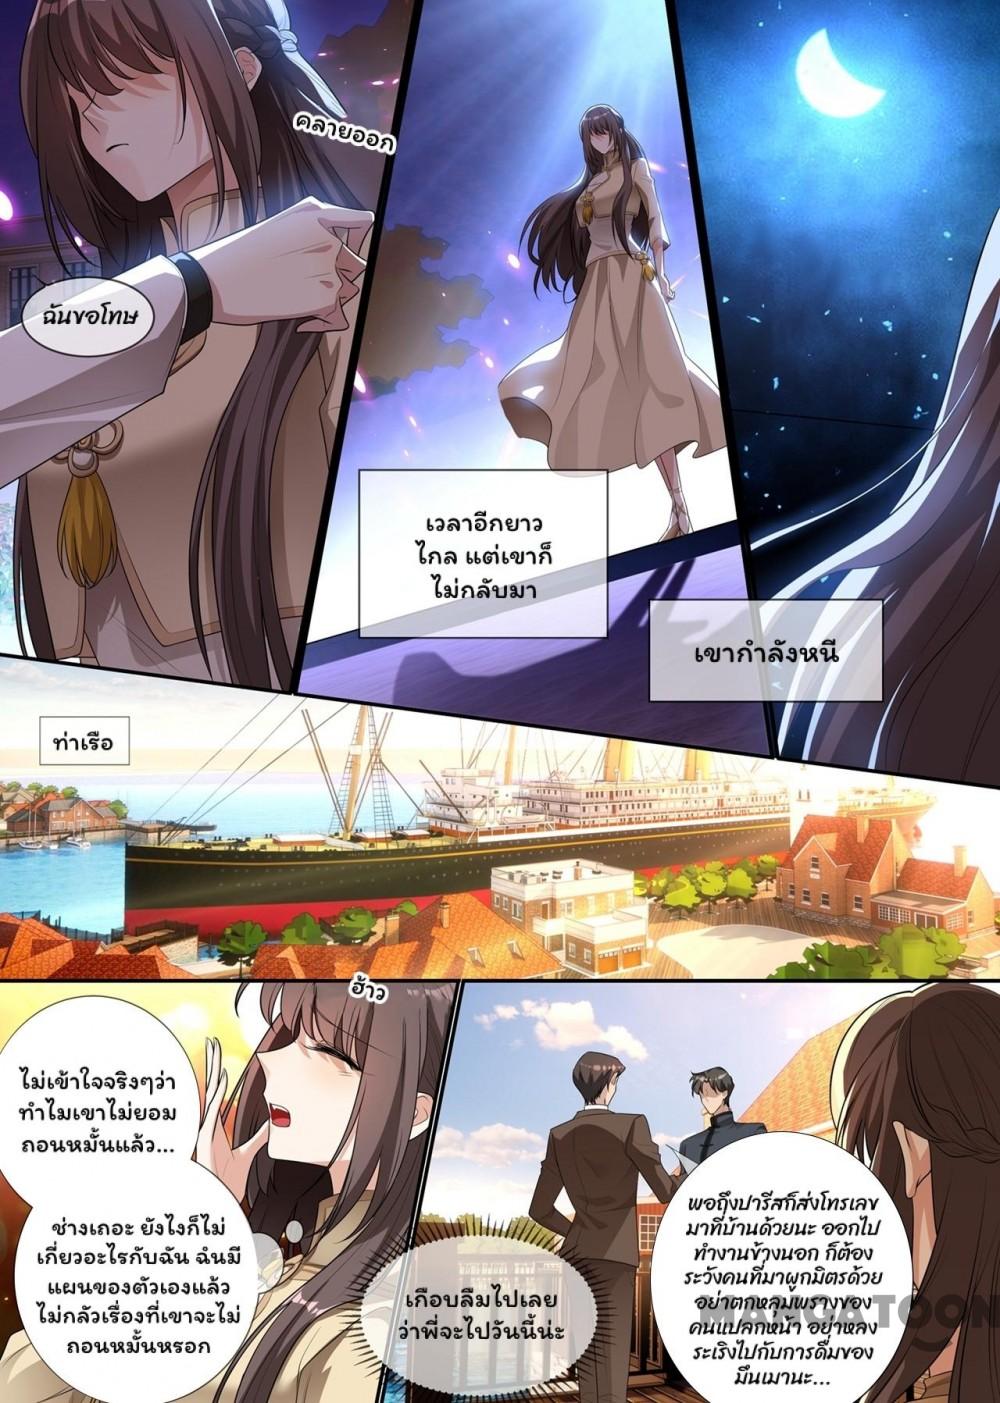 คลายออก
ฉันขอโทษ
เวลาอีกยาว
ไกล แต่เขาก็
ไม่กลับมา
เขากำลังหนี
ท่าเรือ
ฮ้าว
ไม่เข้าใจจริงๆว่า
ทำไมเขาไม่ยอม
ถอนหมั้นแล้ว...
ช่างเถอะ ยังไงก็ไม่
เกี่ยวอะไรกับฉัน ฉันมี
แผนของตัวเองแล้ว
ไม่กลัวเรื่องที่เขาจะไม่
ถอนหมั้นหรอก
เกือบลืมไปเลย
ว่าพี่จะไปวันนี้น่ะ
พอถึงปารีสก็ส่งโทรเลข
มาที่บ้านด้วยนะ ออกไป
ทำงานข้างนอก ก็ต้อง
ระวังคนที่มาผูกมิตรด้วย
อย่าตกหลุมพรางของ
คนแปลกหน้า อย่าหลง
ระเริงไปกับการดื่มของ
มึนเมานะ...
MANGATOON